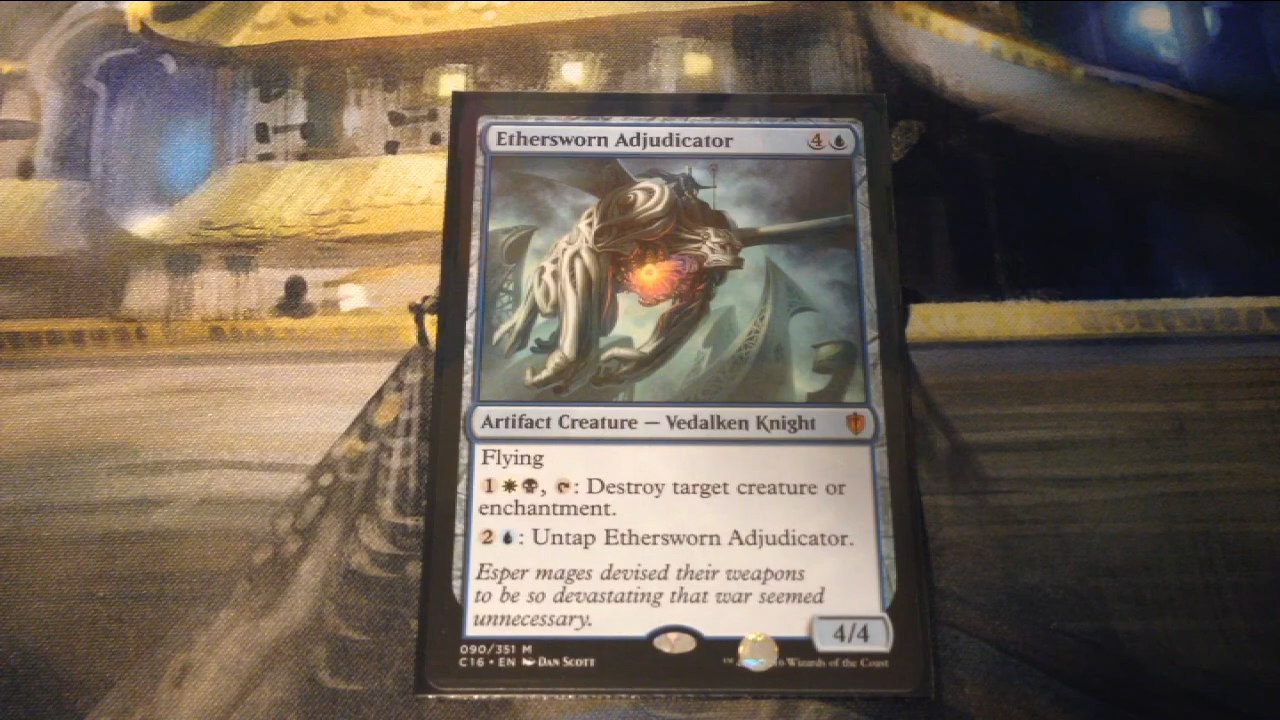 Ethersworn Adjudicator 4
Artifact Creature — Vedalken Knight
Flying
1, : Destroy target creature or
enchantment.
2 : Untap Ethersworn Adjudicator.
Esper mages devised their weapons
to be so devastating that war seemed
unnecessary.
4/4
090/351 M
C16 • EN Dan Scott
Wizards of the Coast